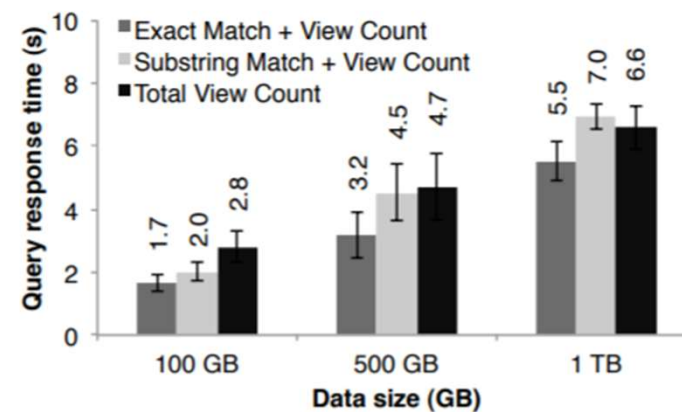 Query response time (s)
10
8
6
4
2
0
Exact Match + View Count
Substring Match + View Count
Total View Count
1.7
2.0
2.8
3.2
4.5
4.7
5.5
7.0
6.6
100 GB
500 GB
1 TB
Data size (GB)